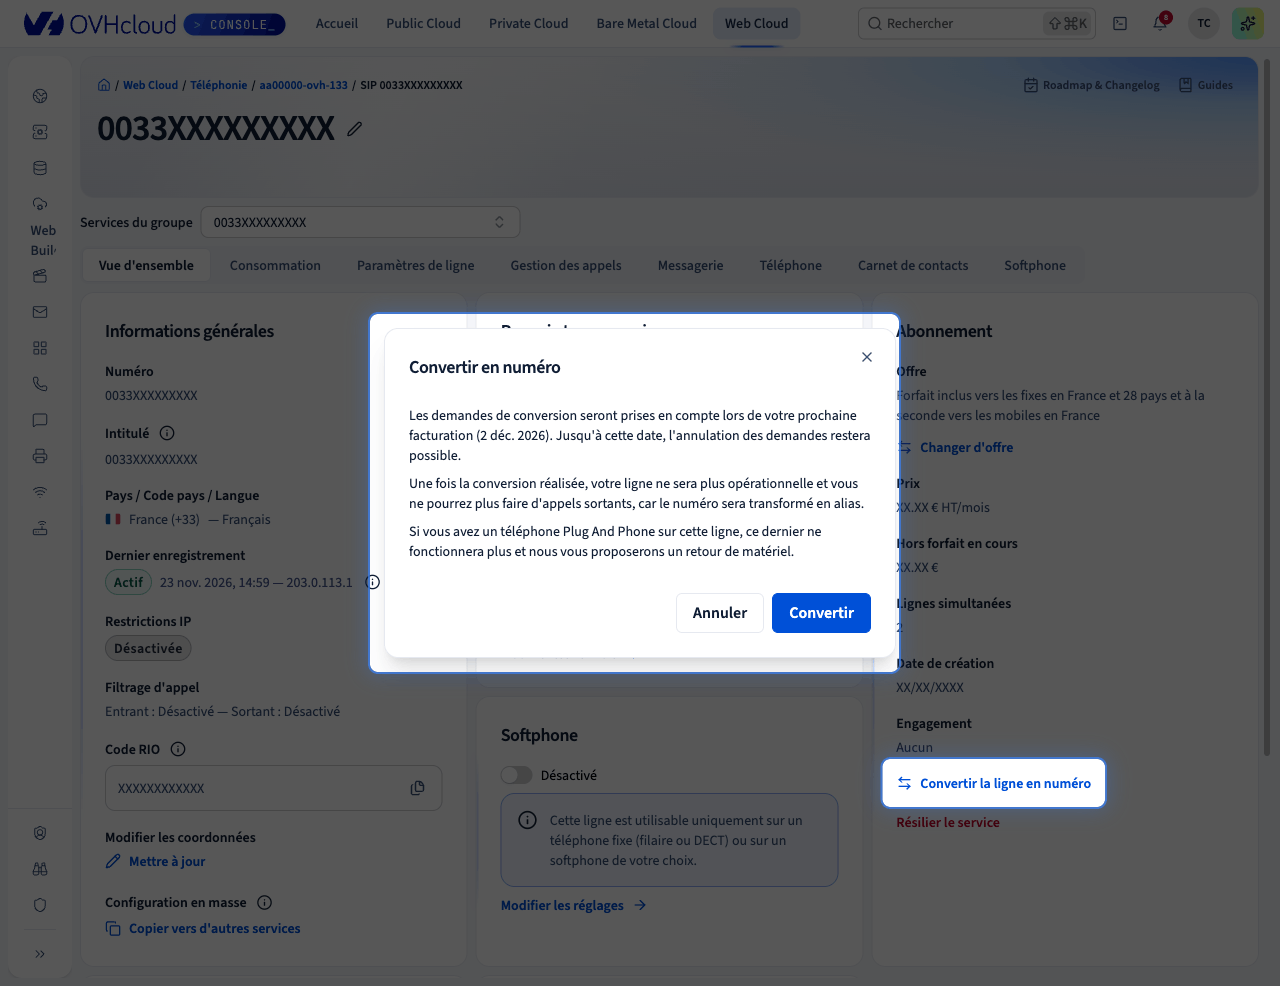 OVHcloud
> CONSOLE_
Accueil
Public Cloud
Private Cloud
Bare Metal Cloud
Web Cloud
Rechercher
⇧⌘K
8
TC
/ Web Cloud / Téléphonie / aa00000-ovh-133 / SIP 0033XXXXXXXXX
Roadmap & Changelog
Guides
0033XXXXXXXXX
Services du groupe
0033XXXXXXXXX
Web
Vue d'ensemble
Consommation
Paramètres de ligne
Gestion des appels
Messagerie
Téléphone
Carnet de contacts
Softphone
Informations générales
Numéro
0033XXXXXXXXX
Intitulé
0033XXXXXXXXX
Pays / Code pays / Langue
France (+33) — Français
Dernier enregistrement
Actif
23 nov. 2026, 14:59 — 203.0.113.1
Restrictions IP
Désactivée
Filtrage d'appel
Entrant : Désactivé — Sortant : Désactivé
Code RIO
XXXXXXXXXXXX
Modifier les coordonnées
Mettre à jour
Configuration en masse
Copier vers d'autres services
Convertir en numéro
Les demandes de conversion seront prises en compte lors de votre prochaine
facturation (2 déc. 2026). Jusqu'à cette date, l'annulation des demandes restera
possible.
Une fois la conversion réalisée, votre ligne ne sera plus opérationnelle et vous
ne pourrez plus faire d'appels sortants, car le numéro sera transformé en alias.
Si vous avez un téléphone Plug And Phone sur cette ligne, ce dernier ne
fonctionnera plus et nous vous proposerons un retour de matériel.
Annuler
Convertir
Softphone
Désactivé
Cette ligne est utilisable uniquement sur un
téléphone fixe (filaire ou DECT) ou sur un
softphone de votre choix.
Modifier les réglages
Abonnement
Offre
Forfait inclus vers les fixes en France et 28 pays et à la
seconde vers les mobiles en France
Changer d'offre
Prix
XX.XX € HT/mois
Hors forfait en cours
XX.XX €
Lignes simultanées
2
Date de création
XX/XX/XXXX
Engagement
Aucun
Convertir la ligne en numéro
Résilier le service